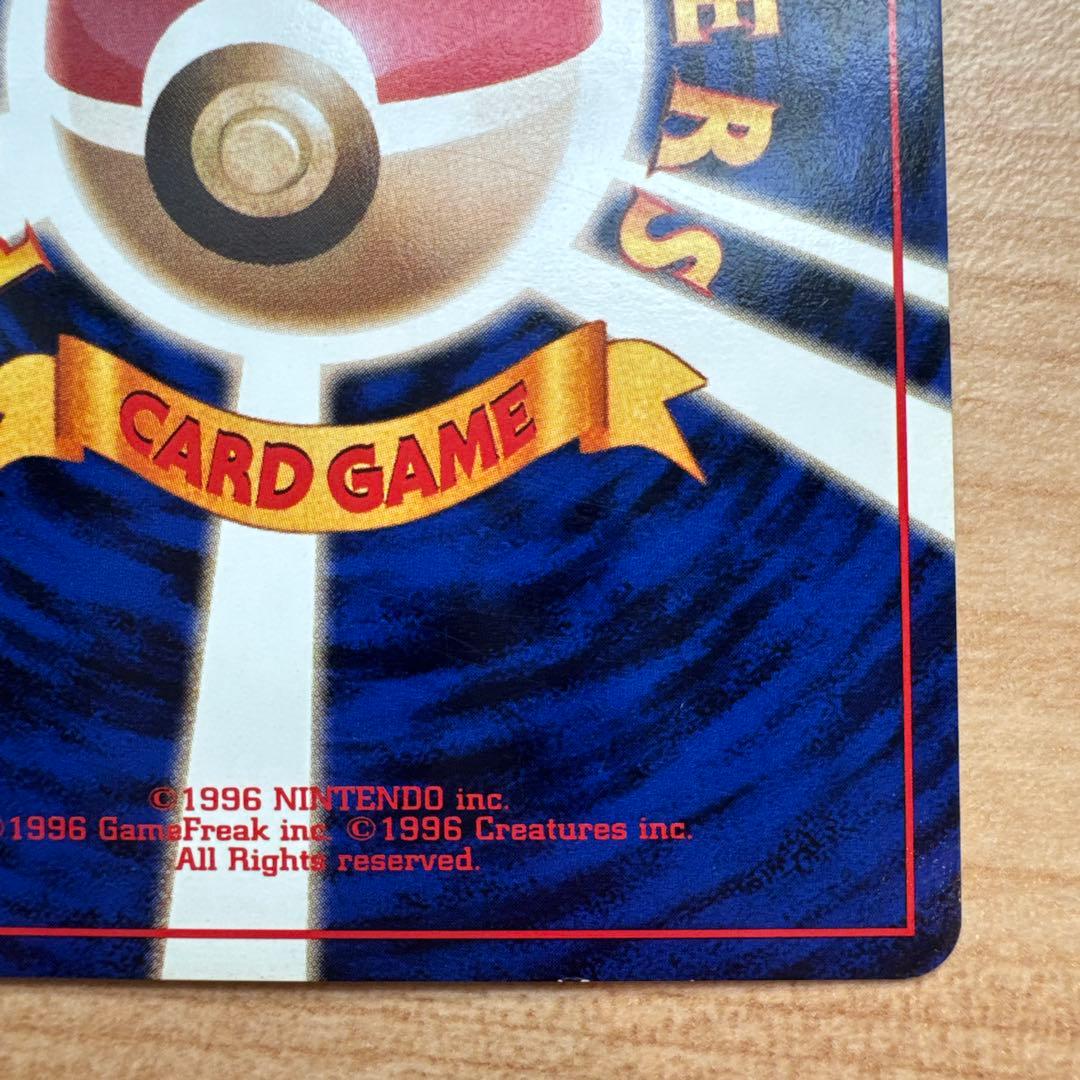 ERS
CARD GAME
©1996 NINTENDO inc.
©1996 GameFreak inc. ©1996 Creatures inc.
All Rights reserved.